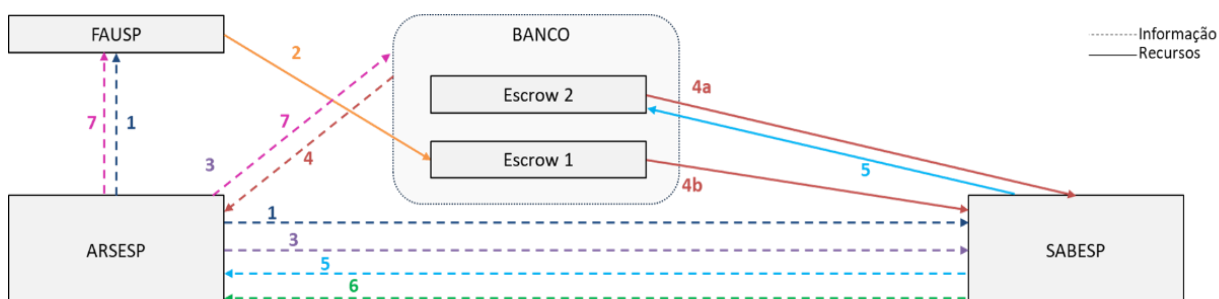 FAUSP
2
BANCO
Informação
Recursos
Escrow 2
4a
7
1
7
3
4
Escrow 1
4b
5
1
3
ARSESP
SABESP
5
6